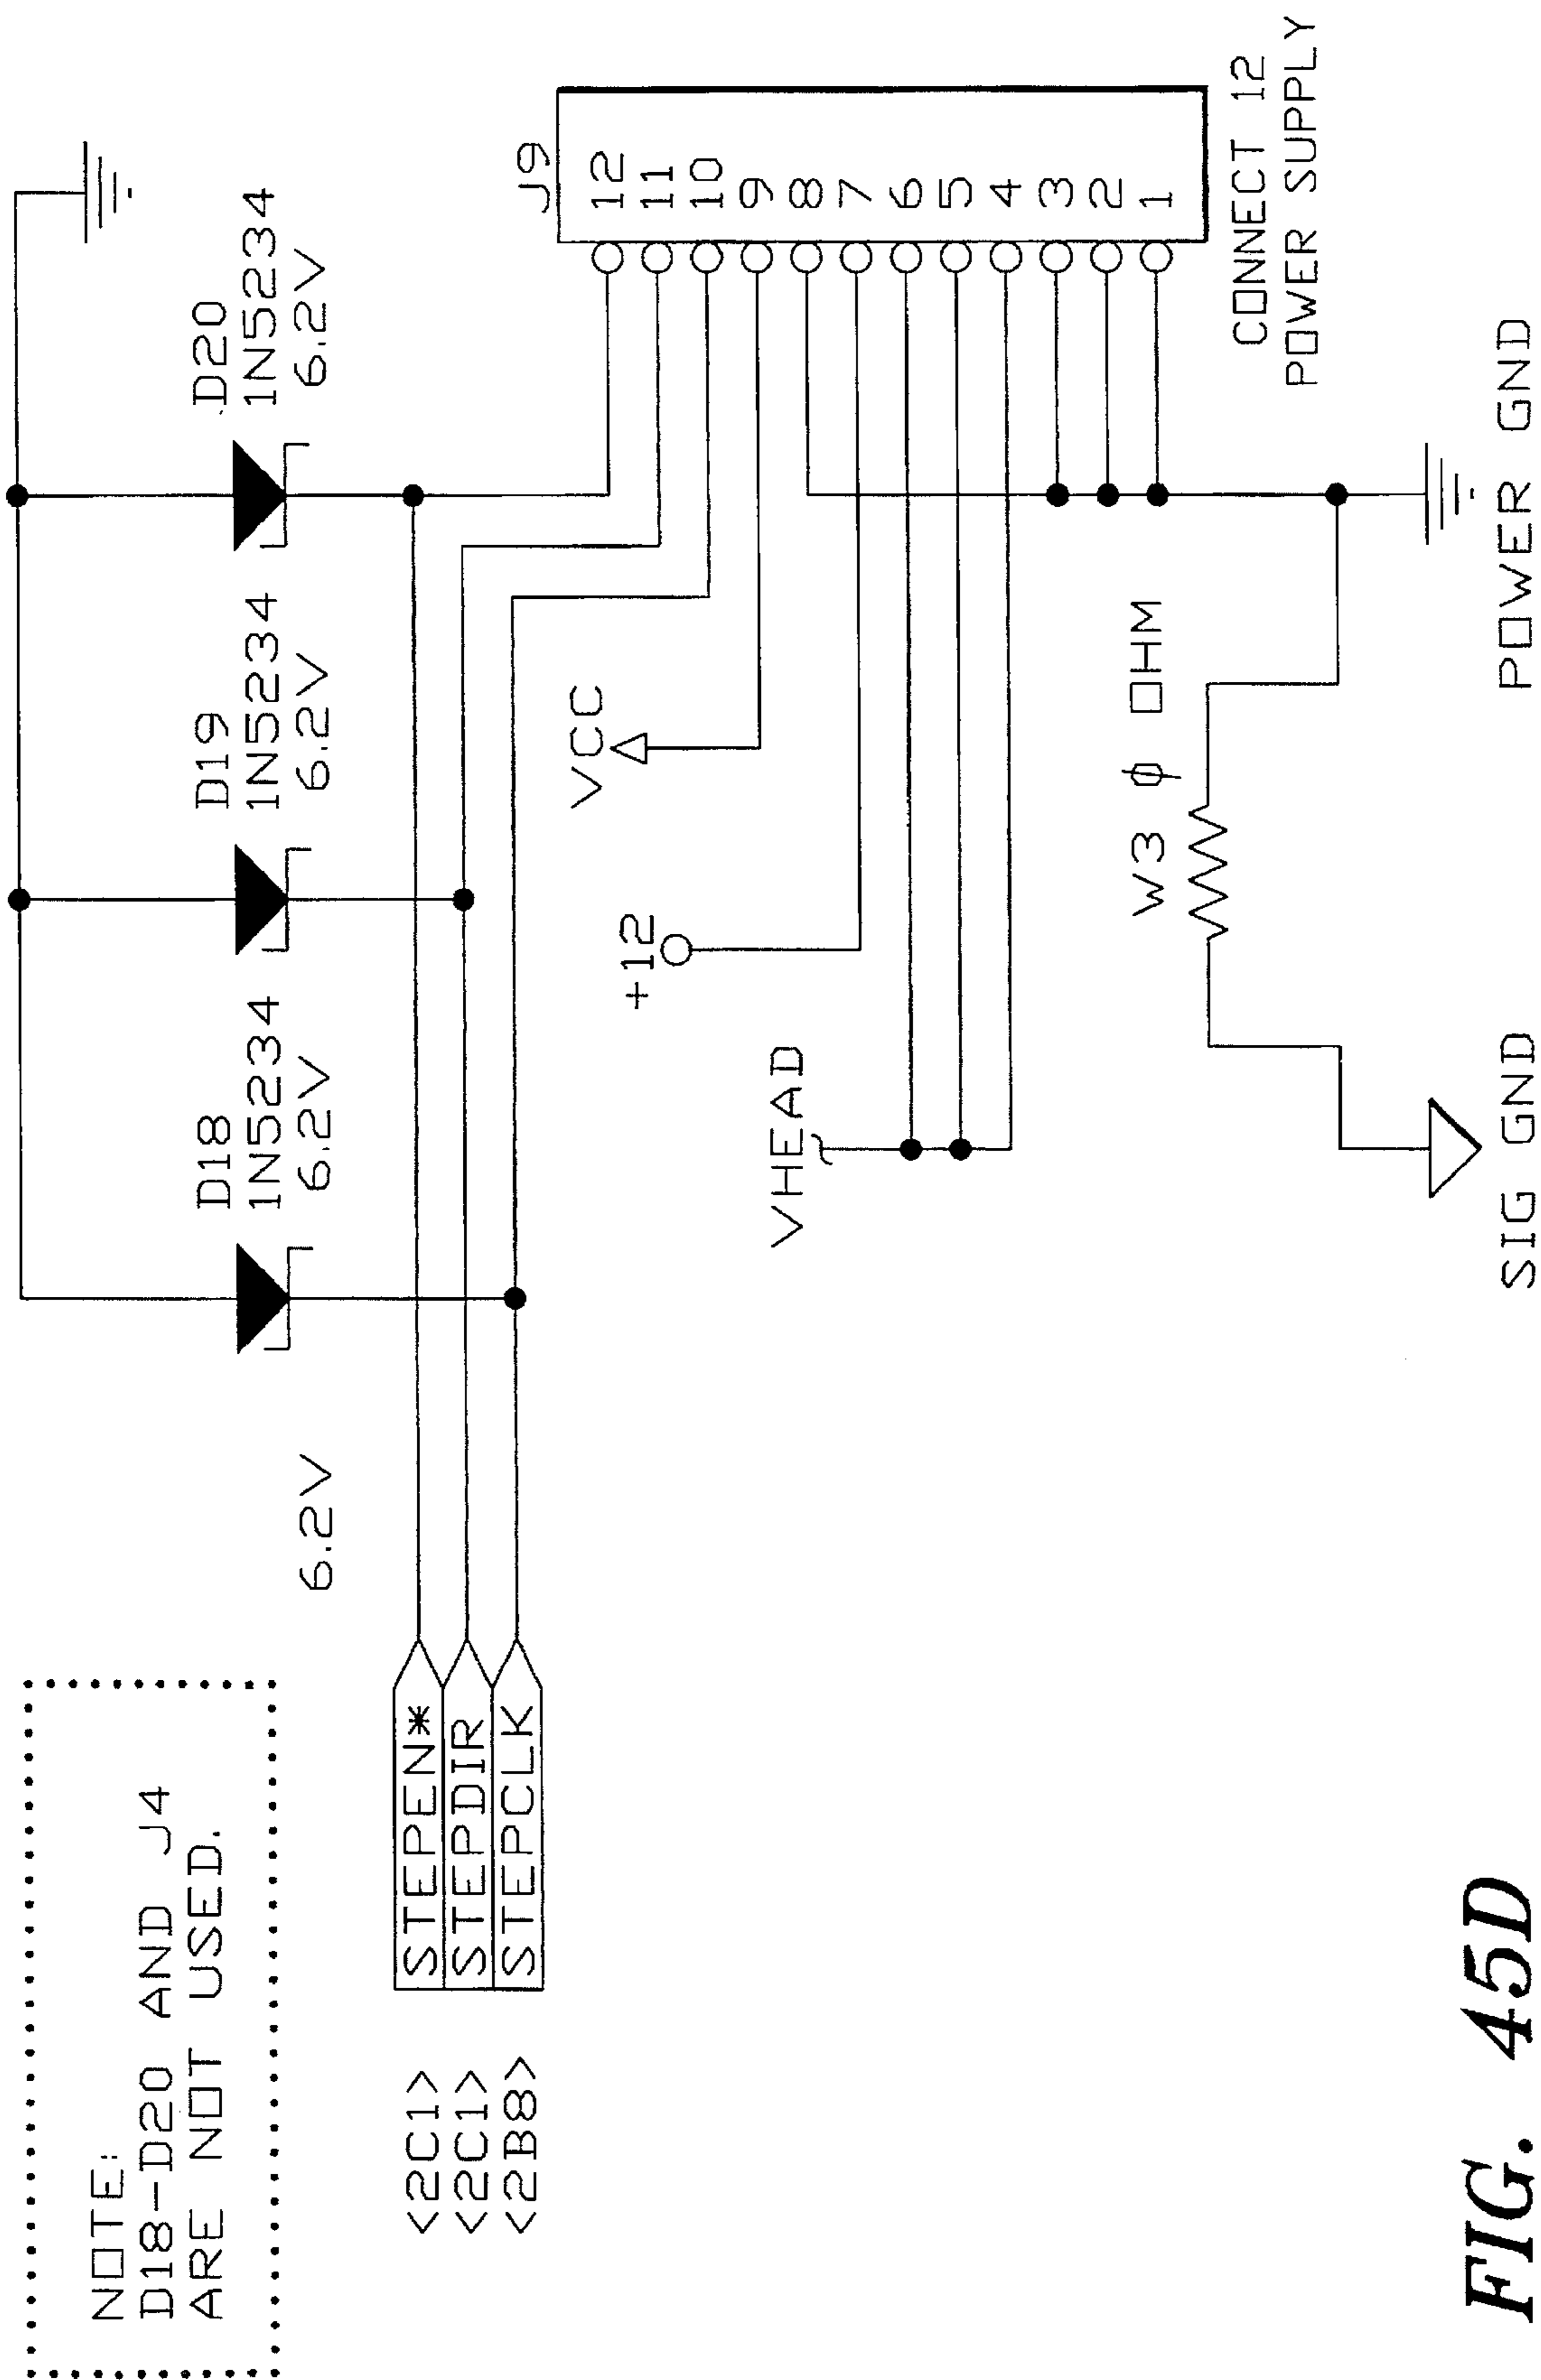 NOTE:
D18-D20 AND J4
ARE NOT USED.
6.2V
D18
1N5234
6.2V
D19
1N5234
6.2V
D20
1N5234
6.2V
<2C1> STEPEN*
<2C1> STEPDIR
<2B8> STEPCLK
VCC
+12
VHEAD
J9
12
11
10
9
8
7
6
5
4
3
2
1
CONNECT 12
POWER SUPPLY
W3 ϕ OHM
SIG GND
POWER GND
FIG. 45D